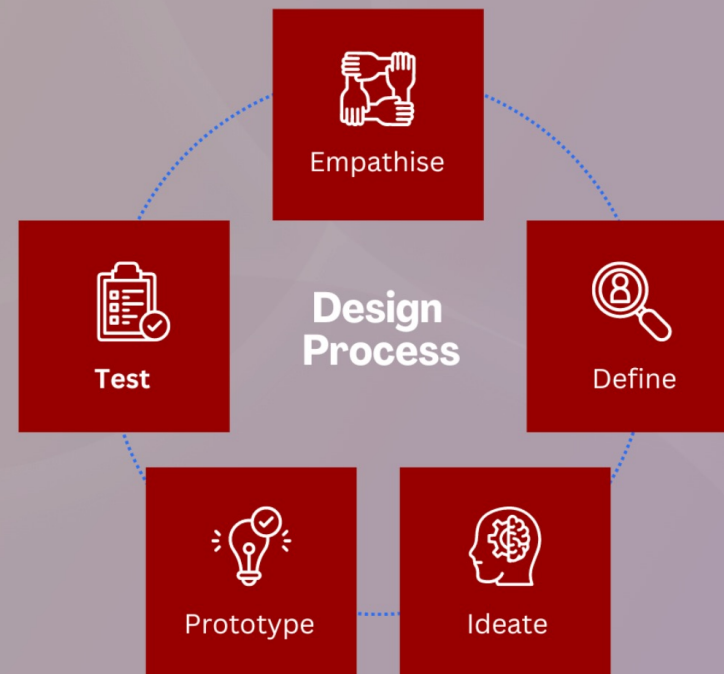 Empathise
Design
Process
Define
Ideate
Prototype
Test